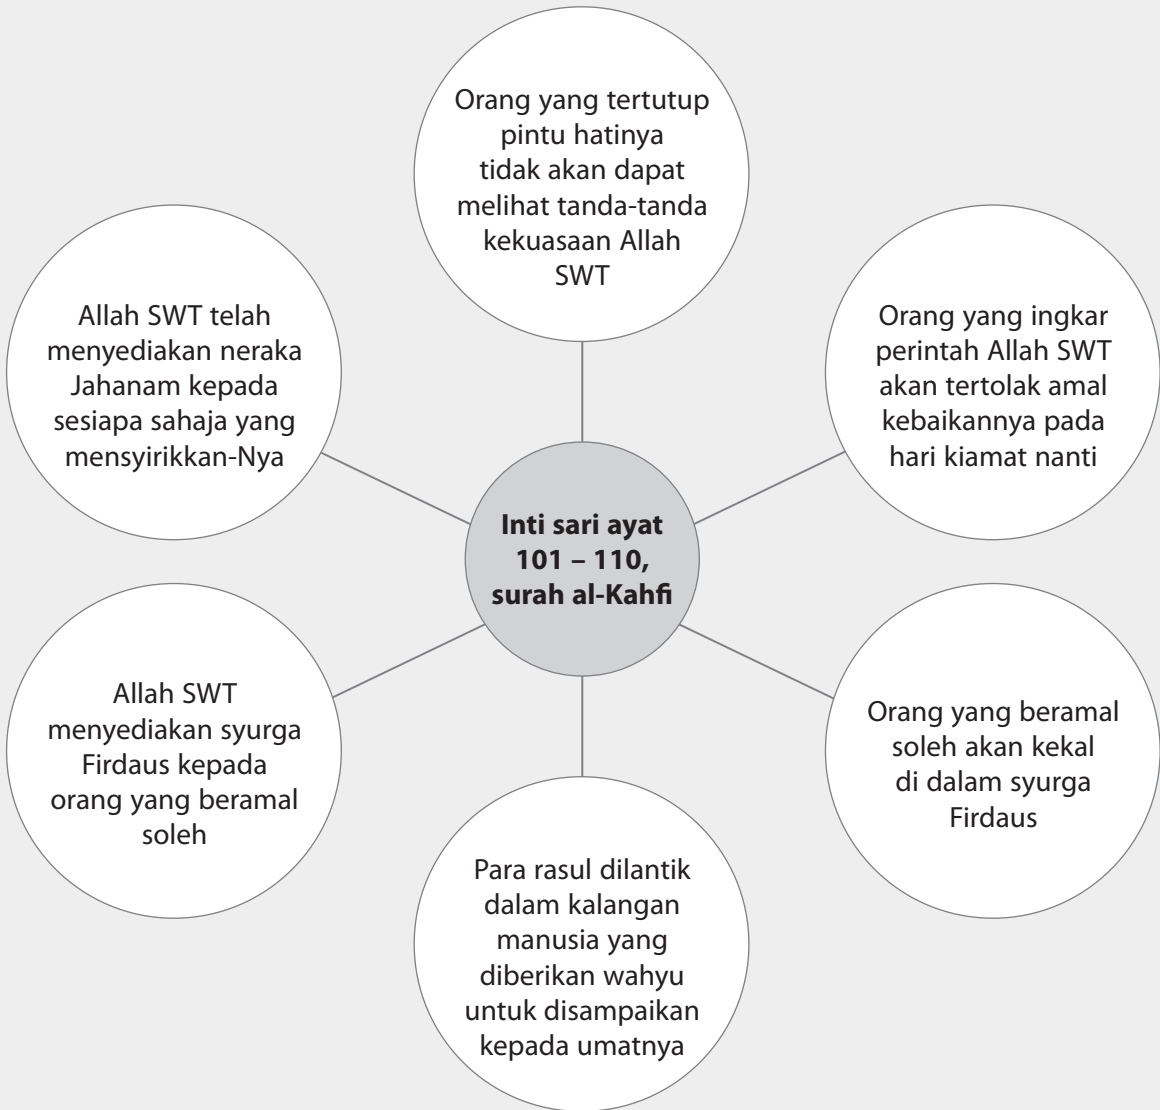 Orang yang tertutup
pintu hatinya
tidak akan dapat
melihat tanda-tanda
kekuasaan Allah
SWT
Allah SWT telah
menyediakan neraka
Jahanam kepada
sesiapa sahaja yang
mensyirikkan-Nya
Orang yang ingkar
perintah Allah SWT
akan tertolak amal
kebaikannya pada
hari kiamat nanti
Inti sari ayat
101 – 110,
surah al-Kahfi
Allah SWT
menyediakan syurga
Firdaus kepada
orang yang beramal
soleh
Orang yang beramal
soleh akan kekal
di dalam syurga
Firdaus
Para rasul dilantik
dalam kalangan
manusia yang
diberikan wahyu
untuk disampaikan
kepada umatnya